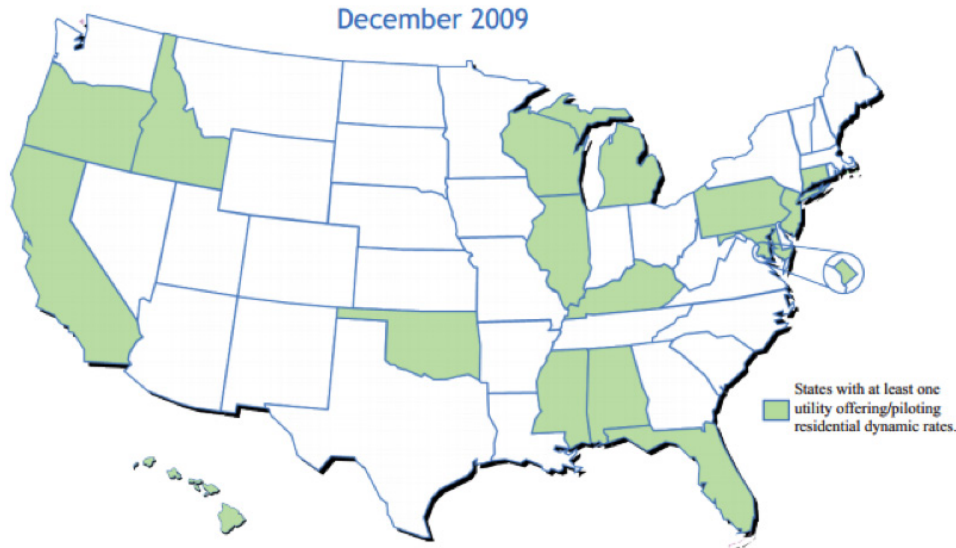 December 2009
States with at least one
utility offering/piloting
residential dynamic rates.